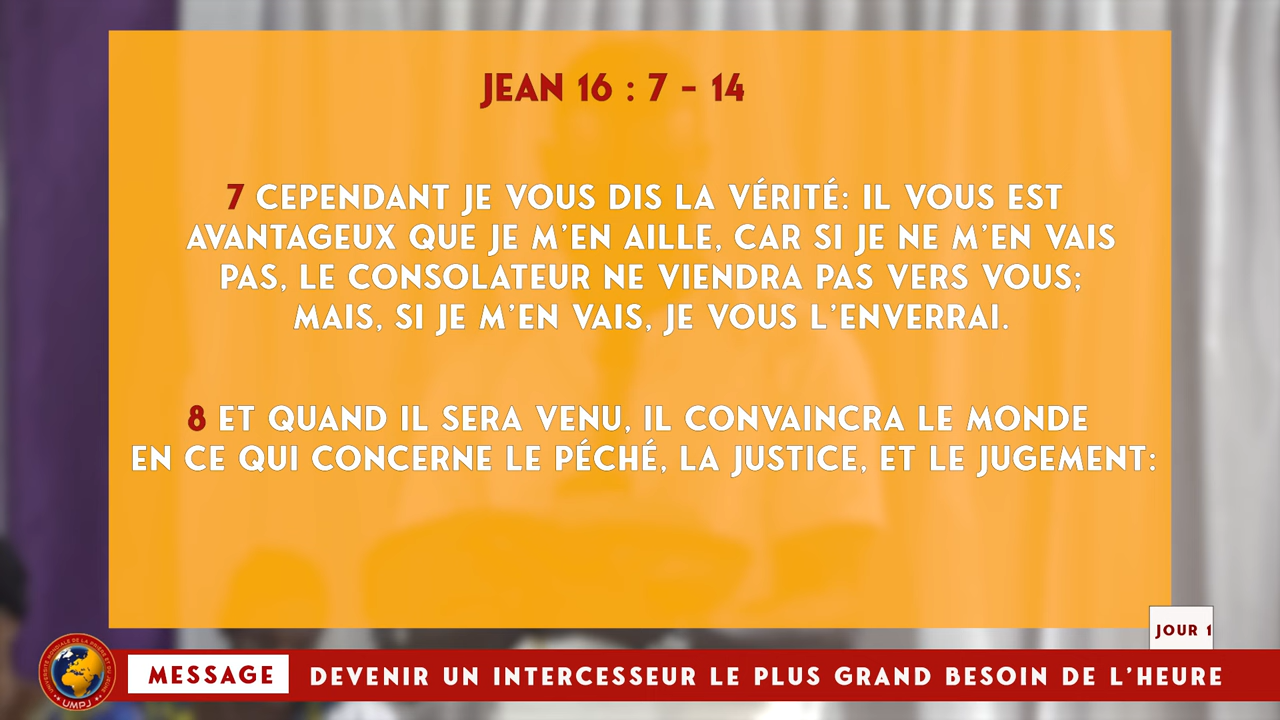 JEAN 16 : 7 - 14
7 CEPENDANT JE VOUS DIS LA VÉRITÉ: IL VOUS EST
AVANTAGEUX QUE JE M'EN AILLE, CAR SI JE NE M'EN VAIS
PAS, LE CONSOLATEUR NE VIENDRA PAS VERS VOUS;
MAIS, SI JE M'EN VAIS, JE VOUS L'ENVERRAI.
8 ET QUAND IL SERA VENU, IL CONVAINCRA LE MONDE
EN CE QUI CONCERNE LE PÉCHÉ, LA JUSTICE, ET LE JUGEMENT:
JOUR 1
MESSAGE
DEVENIR UN INTERCESSEUR LE PLUS GRAND BESOIN DE L'HEURE
UMPJ